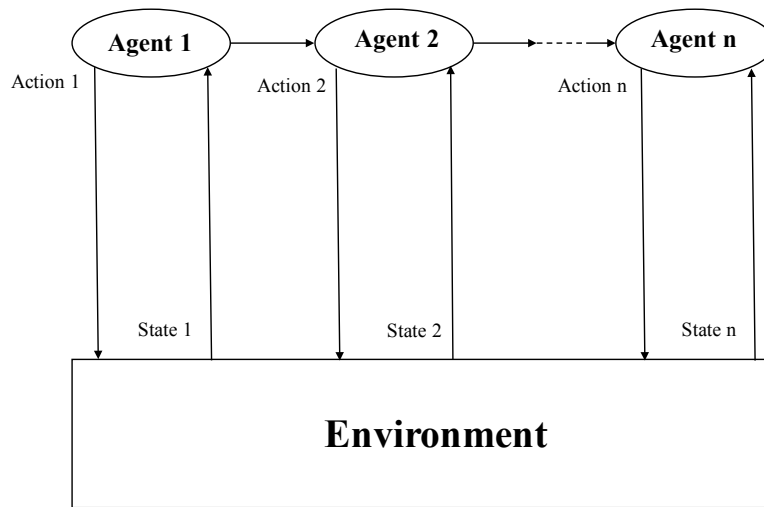 Agent 1
Agent 2
Agent n
Action 1
Action 2
Action n
State 1
State 2
State n
Environment